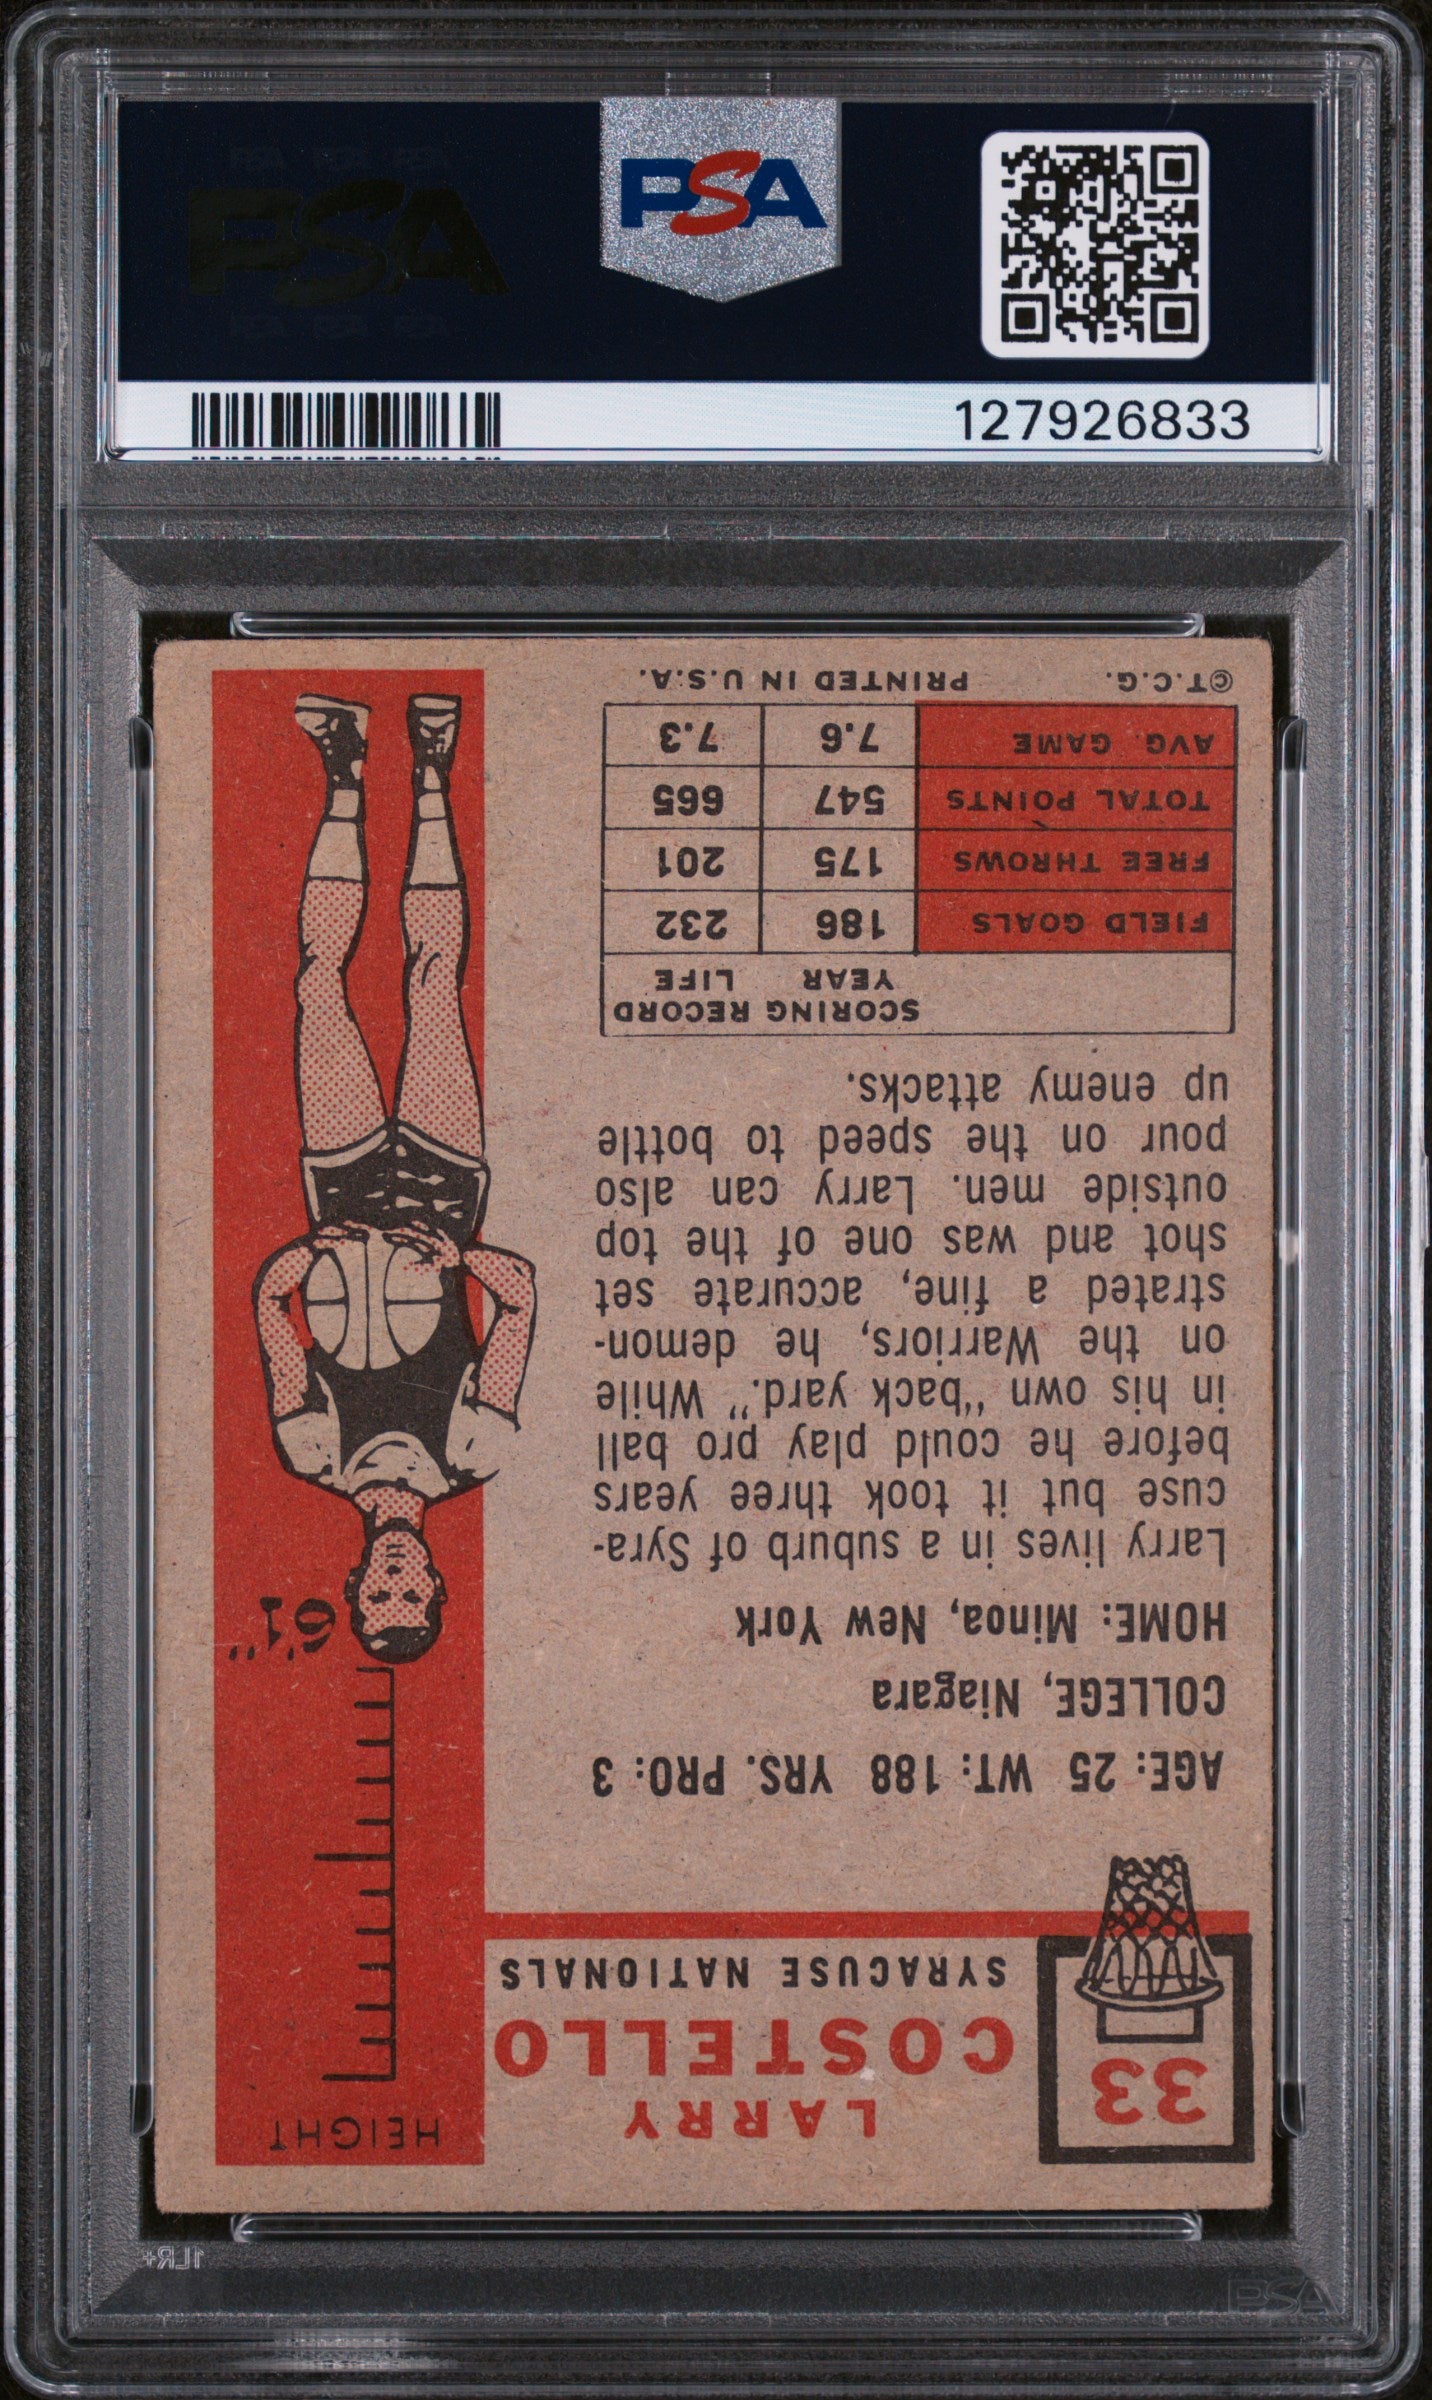 PSA
127926833
33
LARRY
COSTELLO
SYRACUSE NATIONALS
HEIGHT
6'1"
AGE: 25 WT: 188 YRS. PRO: 3
COLLEGE, Niagara
HOME: Minoa, New York
Larry lives in a suburb of Syra-
cuse but it took three years
before he could play pro ball
in his own "back yard." While
on the Warriors, he demon-
strated a fine, accurate set
shot and was one of the top
outside men. Larry can also
pour on the speed to bottle
up enemy attacks.
SCORING RECORD
YEAR LIFE
FIELD GOALS 186 232
FREE THROWS 175 201
TOTAL POINTS 547 665
AVG. GAME 7.6 7.3
©T.C.G. PRINTED IN U.S.A.
1LR+
PSA